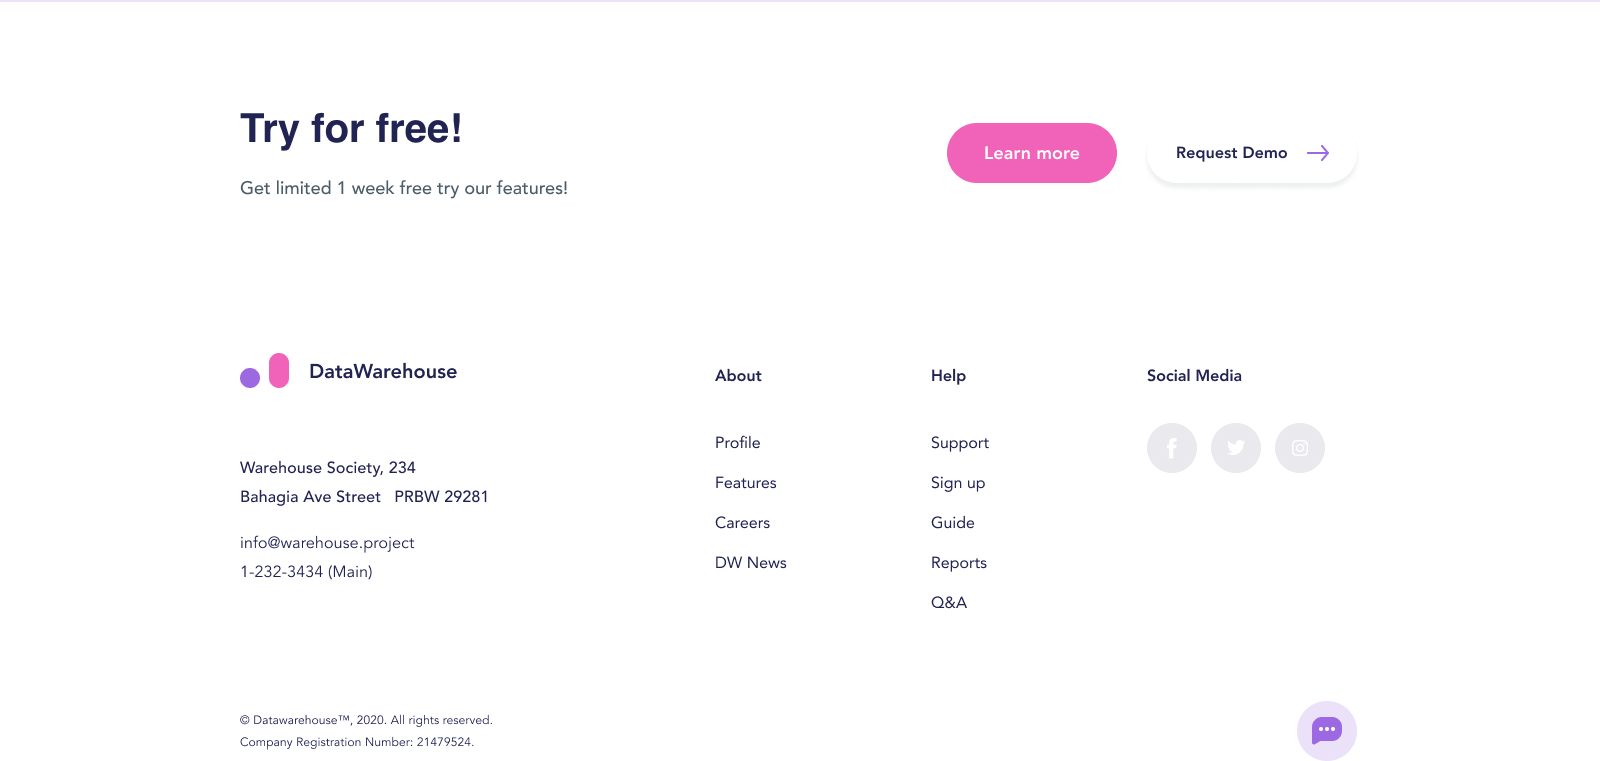 Try for free!
Get limited 1 week free try our features!
Learn more
Request Demo
DataWarehouse
Warehouse Society, 234
Bahagia Ave Street PRBW 29281
info@warehouse.project
1-232-3434 (Main)
About
Profile
Features
Careers
DW News
Help
Support
Sign up
Guide
Reports
Q&A
Social Media
© Datawarehouse™, 2020. All rights reserved.
Company Registration Number: 21479524.